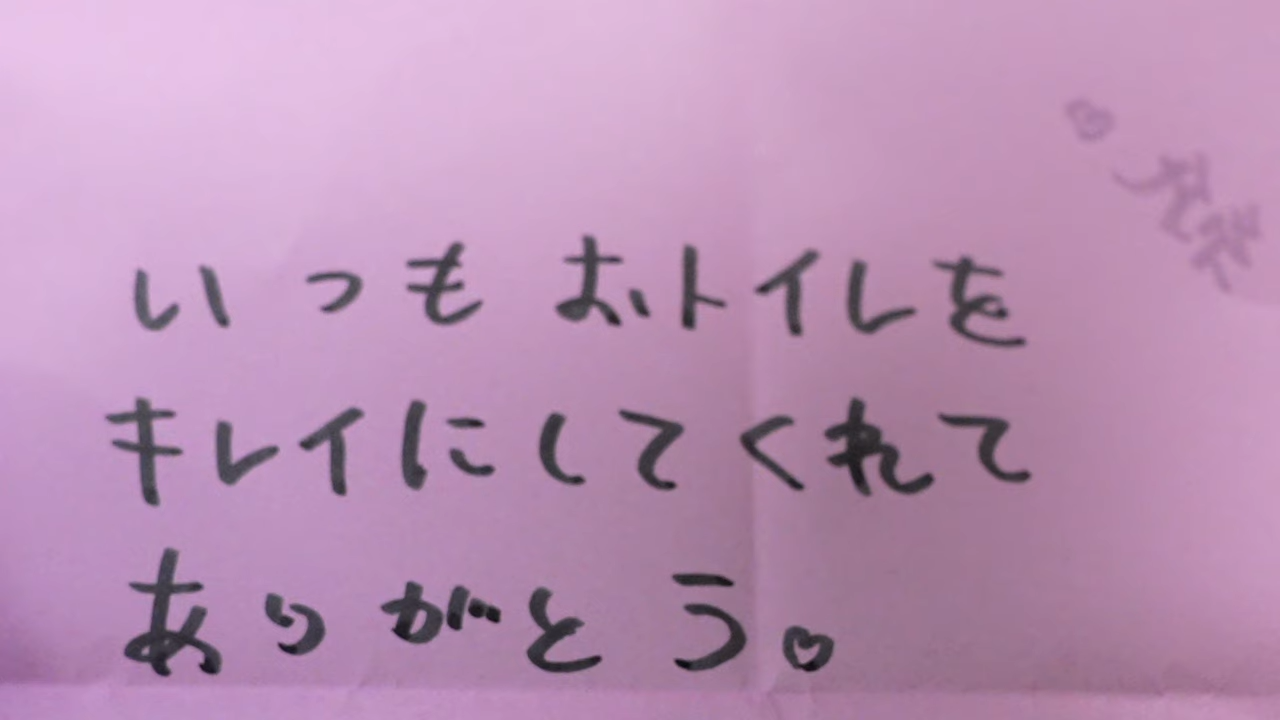 いつもおトイレを
キレイにしてくれて
ありがとう。